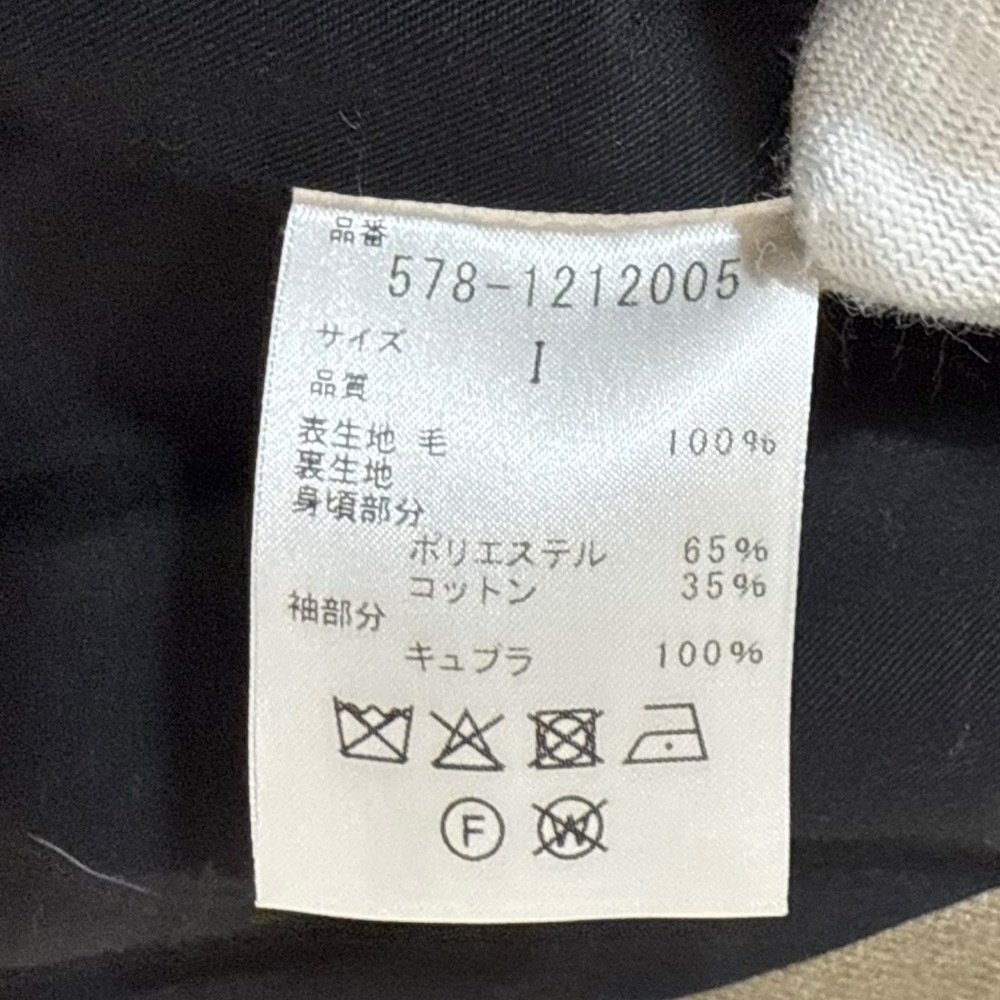 品番
578-1212005
サイズ I
品質
表生地 毛 100%
裏生地
身頃部分
ポリエステル 65%
コットン 35%
袖部分
キュプラ 100%
F W